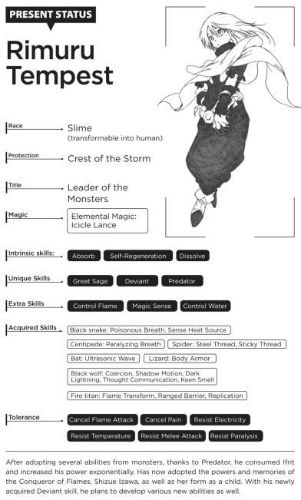 PRESENT STATUS
Rimuru
Tempest
Race
Slime
(transformable into human)
Protection
Crest of the Storm
Title
Leader of the
Monsters
Magic
Elemental Magic:
Icicle Lance
Intrinsic skills:
Absorb
Self-Regeneration
Dissolve
Unique Skills
Great Sage
Deviant
Predator
Extra Skills
Control Flame
Magic Sense
Control Water
Acquired Skills
Black snake: Poisonous Breath, Sense Heat Source
Centipede: Paralyzing Breath
Spider: Steel Thread, Sticky Thread
Bat: Ultrasonic Wave
Lizard: Body Armor
Black wolf: Coercion, Shadow Motion, Dark
Lightning, Thought Communication, Keen Smell
Fire titan: Flame Transform, Ranged Barrier, Replication
Tolerance
Cancel Flame Attack
Cancel Pain
Resist Electricity
Resist Temperature
Resist Melee Attack
Resist Paralysis
After adopting several abilities from monsters, thanks to Predator, he consumed Ifrit
and increased his power exponentially. Has now adopted the powers and memories of
the Conqueror of Flames, Shizue Izawa, as well as her form as a child. With his newly
acquired Deviant skill, he plans to develop various new abilities as well.